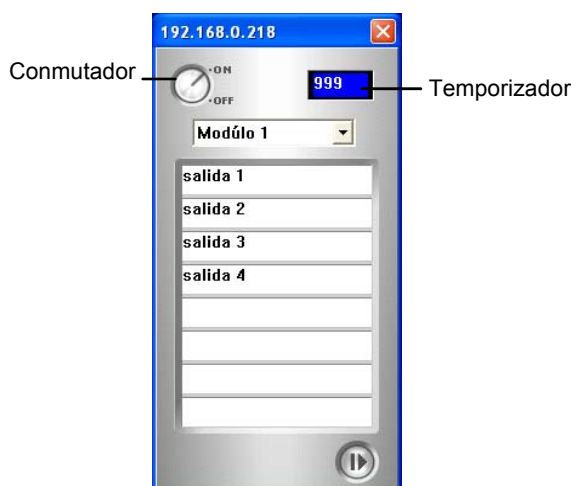 192.168.0.218
Conmutador
ON
OFF
999
Temporizador
Modúlo 1
salida 1
salida 2
salida 3
salida 4